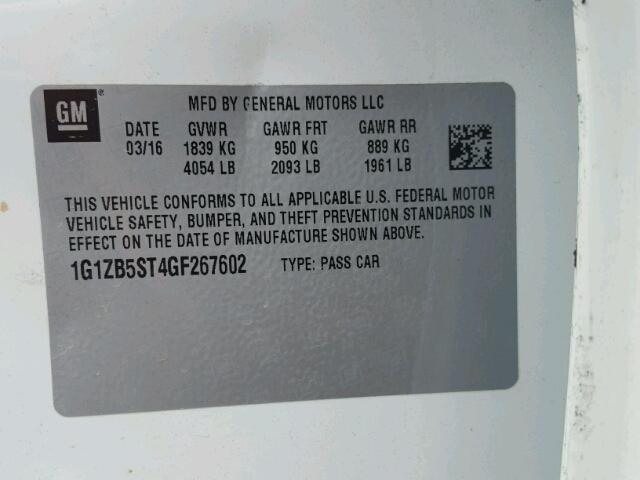 GM
®
MFD BY GENERAL MOTORS LLC
DATE GVWR GAWR FRT GAWR RR
03/16 1839 KG 950 KG 889 KG
4054 LB 2093 LB 1961 LB
THIS VEHICLE CONFORMS TO ALL APPLICABLE U.S. FEDERAL MOTOR
VEHICLE SAFETY, BUMPER, AND THEFT PREVENTION STANDARDS IN
EFFECT ON THE DATE OF MANUFACTURE SHOWN ABOVE.
1G1ZB5ST4GF267602 TYPE: PASS CAR